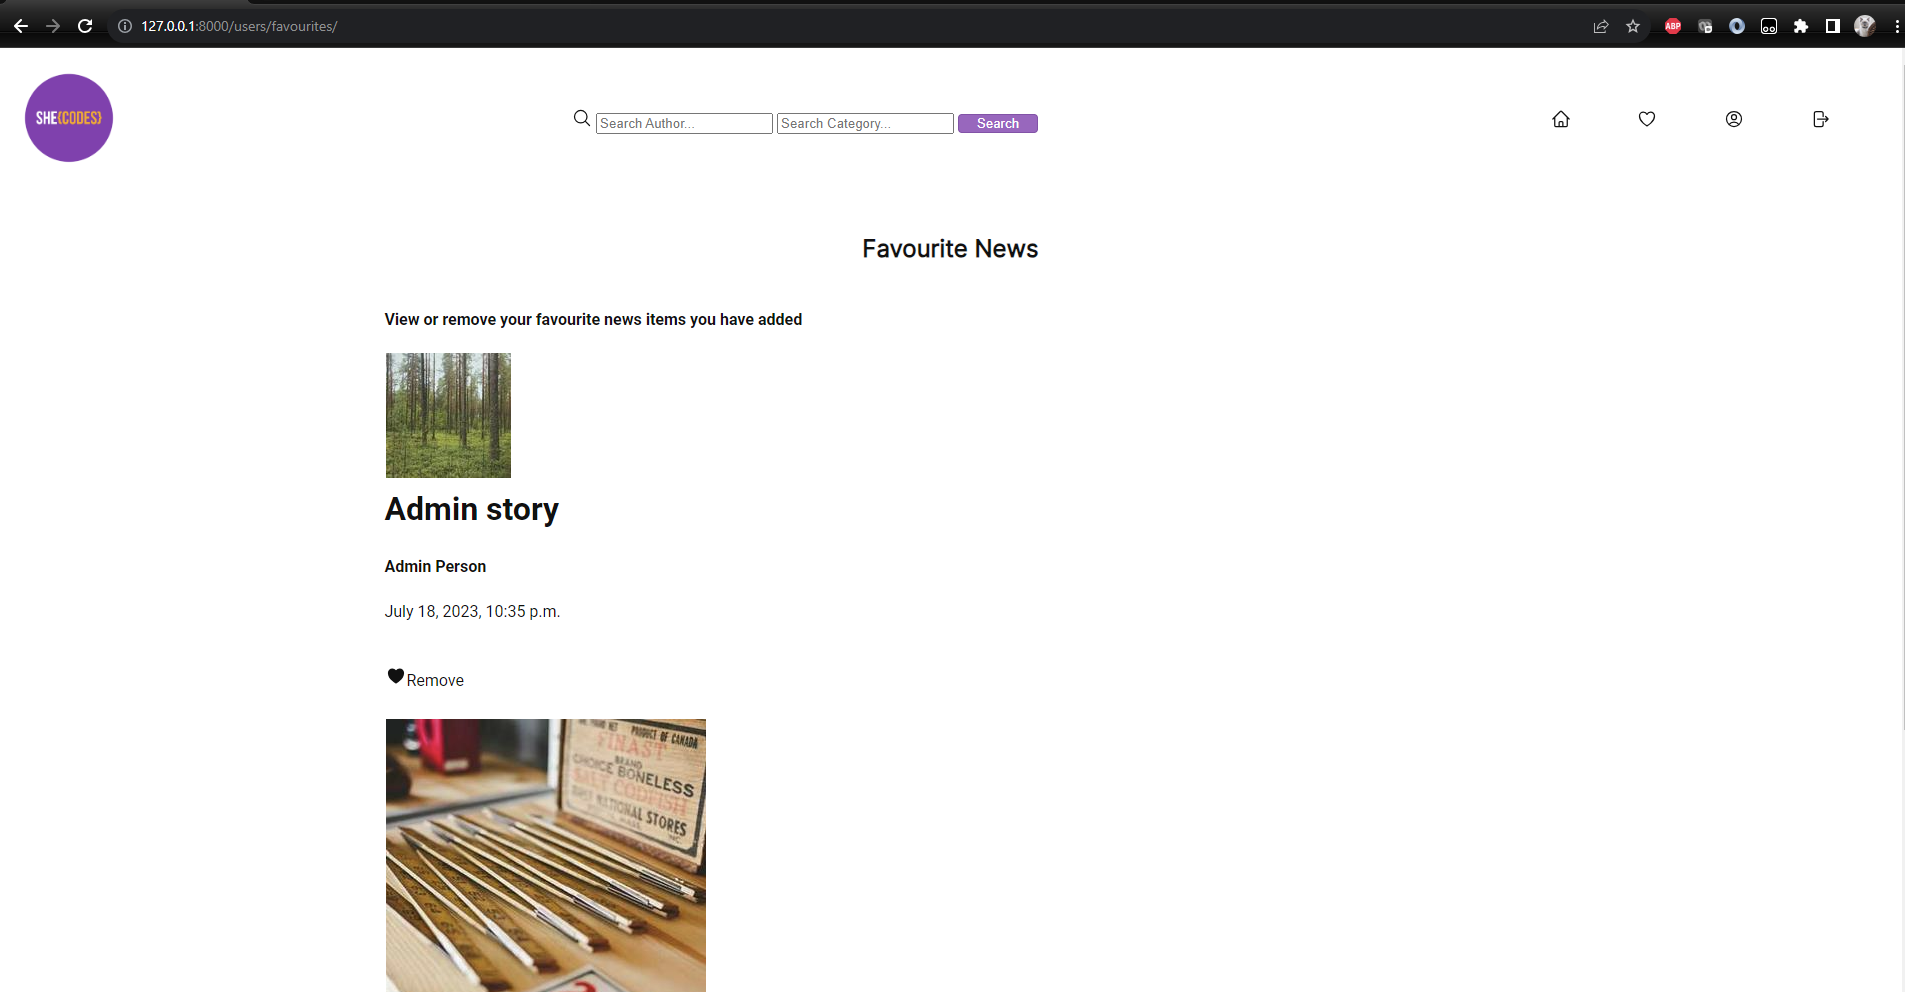 127.0.0.1:8000/users/favourites/
ABP
SHE{CODES}
Search Author...
Search Category...
Search
Favourite News
View or remove your favourite news items you have added
Admin story
Admin Person
July 18, 2023, 10:35 p.m.
Remove
PRODUCT OF CANADA
FINAST
BRAND
CHOICE BONELESS
SALT CODFISH
FIRST NATIONAL STORES
INC.